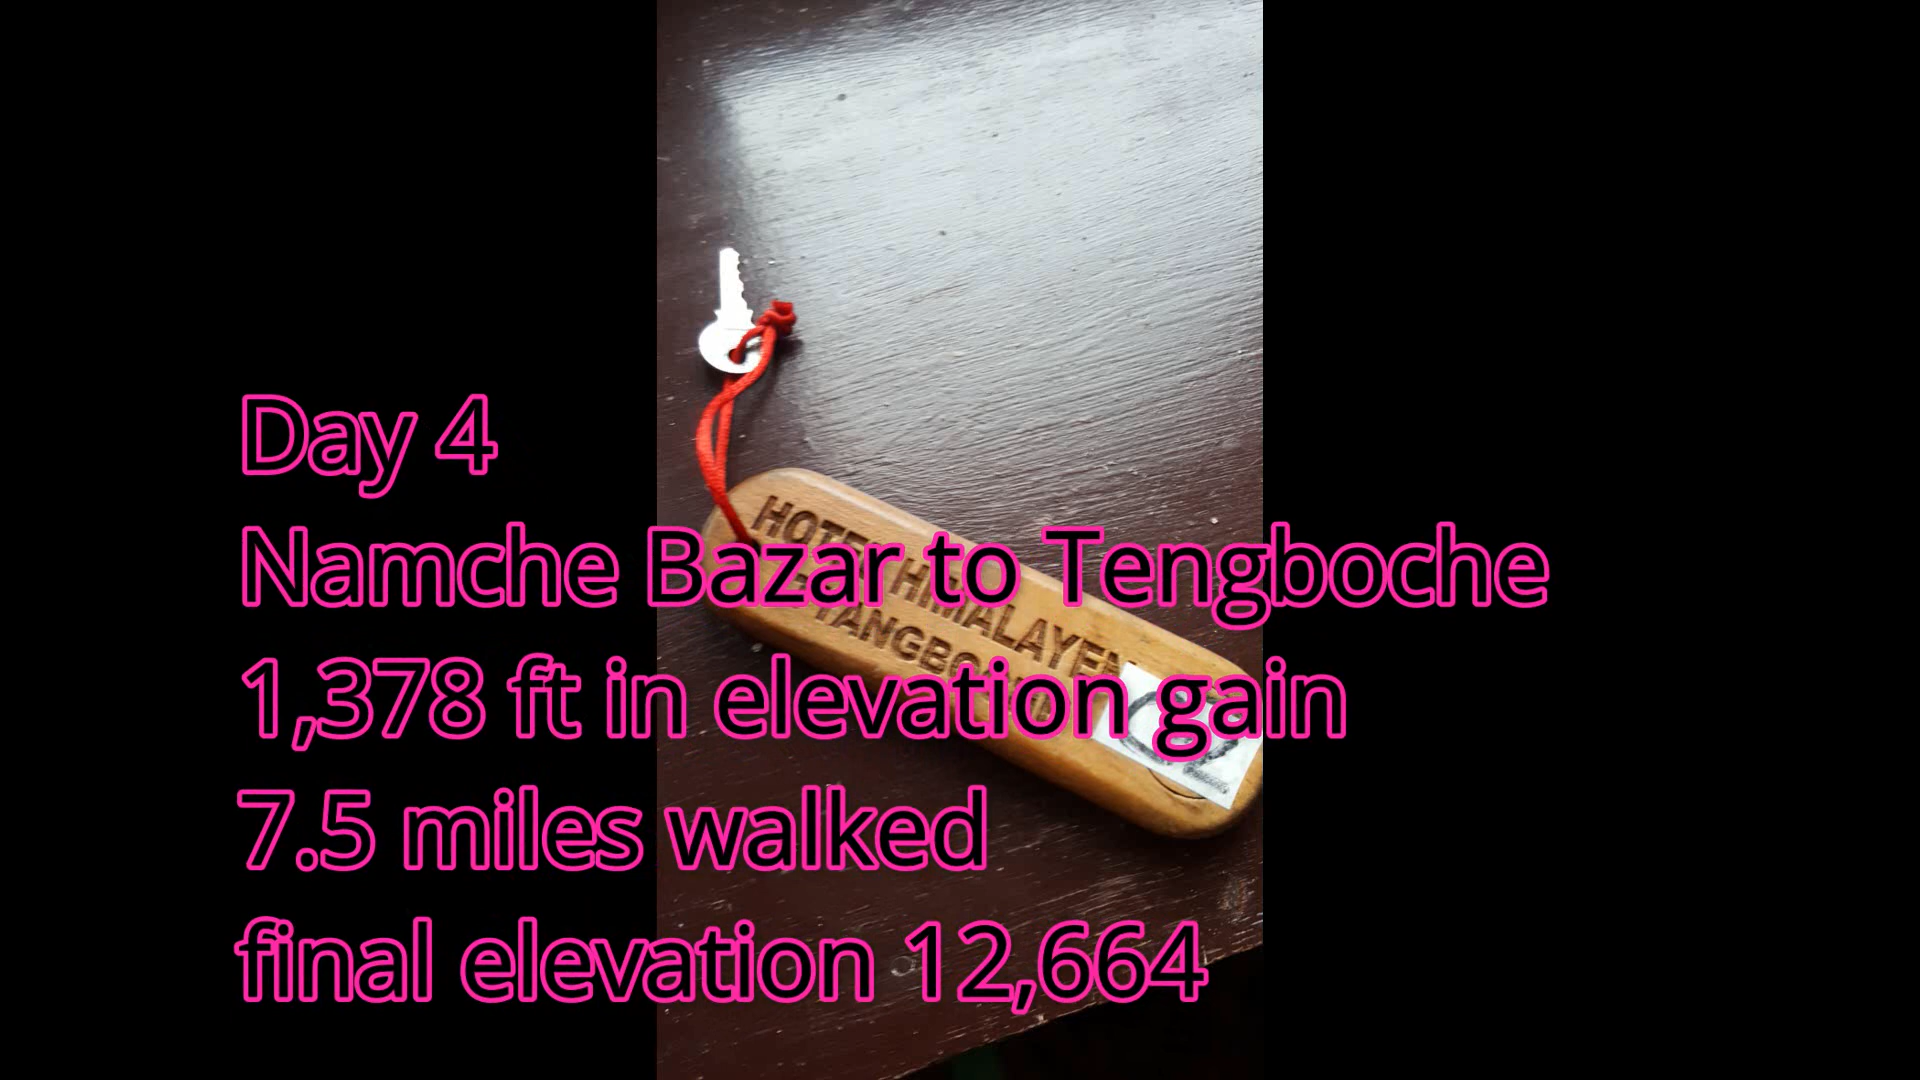 Day 4
Namche Bazar to Tengboche
1,378 ft in elevation gain
7.5 miles walked
final elevation 12,664
HOTEL HIMALAYEN